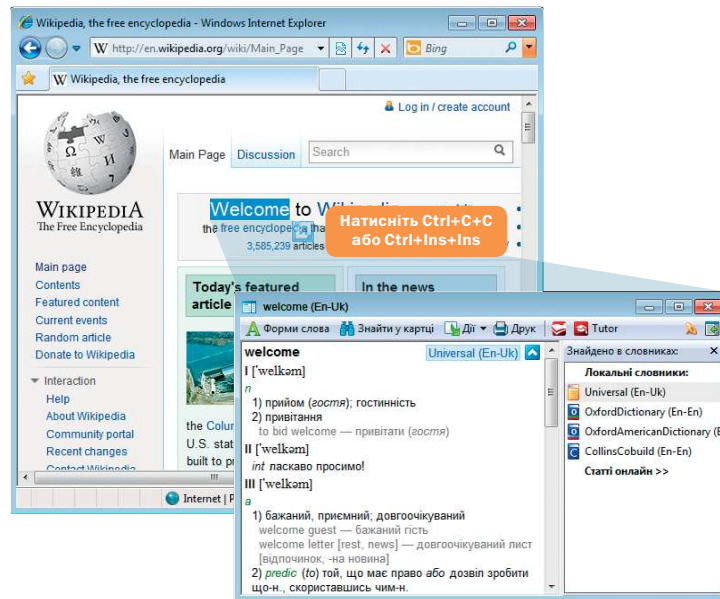 Wikipedia, the free encyclopedia - Windows Internet Explorer
W http://en.wikipedia.org/wiki/Main_Page
Bing
W Wikipedia, the free encyclopedia
Log in / create account
Main Page Discussion Search
WIKIPEDIA
The Free Encyclopedia
Welcome to
the free encyclopedia
3,585,239 articles
Натисніть Ctrl+C+C
або Ctrl+Ins+Ins
Main page
Contents
Featured content
Current events
Random article
Donate to Wikipedia
Interaction
Help
About Wikipedia
Community portal
Recent changes
Contact Wikipedia
Today's featured
article
In the news
the
U.S.
built to
Internet
welcome (En-Uk)
Форми слова Знайти у картці Дії Друк Tutor
welcome Universal (En-Uk)
I ['welkəm]
n
1) прийом (гостя); гостинність
2) привітання
to bid welcome — привітати (гостя)
II ['welkəm]
int ласкаво просимо!
III ['welkəm]
a
1) бажаний, приємний; довгоочікуваний
welcome guest — бажаний гість
welcome letter [rest, news] — довгоочікуваний лист
[відпочинок, -на новина]
2) predic (to) той, що має право або дозвіл зробити
що-н., скориставшись чим-н.
Знайдено в словниках: X
Локальні словники:
Universal (En-Uk)
OxfordDictionary (En-En)
OxfordAmericanDictionary (E
CollinsCobuild (En-En)
Статті онлайн >>